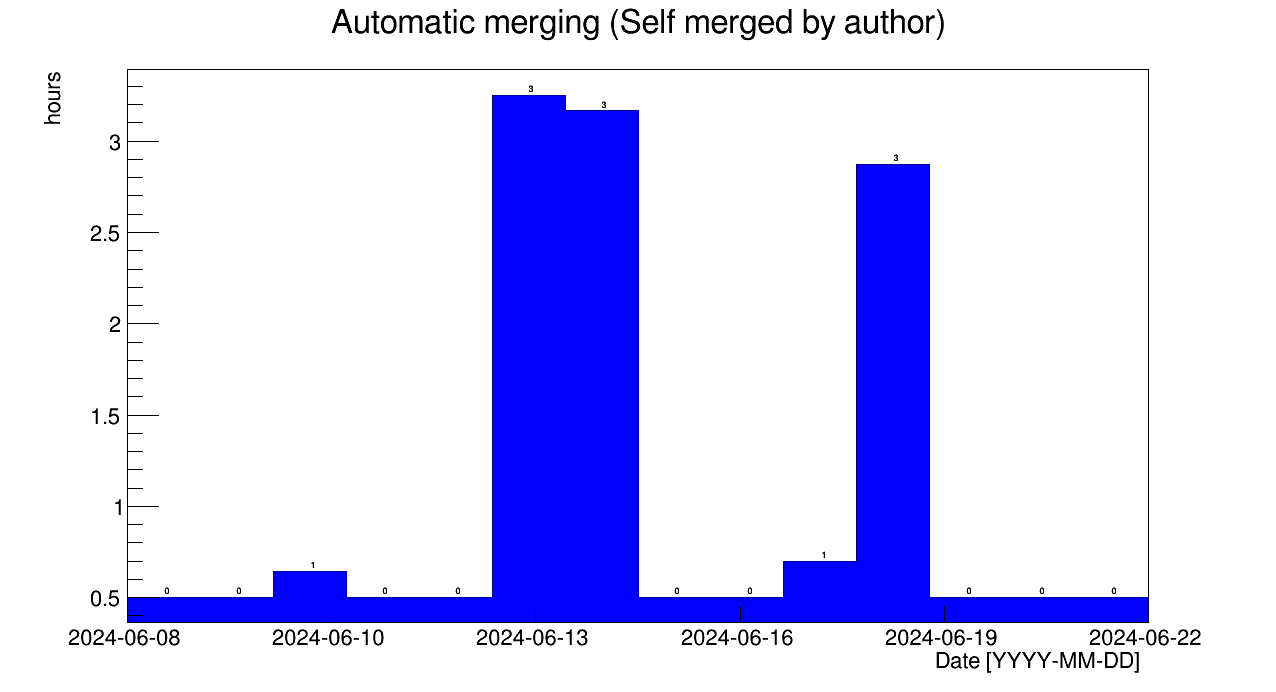 Automatic merging (Self merged by author)
hours
3
2.5
2
1.5
1
0.5
0 0 1 0 0 3 3 0 0 1 3 0 0 0
2024-06-08 2024-06-10 2024-06-13 2024-06-16 2024-06-19 2024-06-22
Date [YYYY-MM-DD]